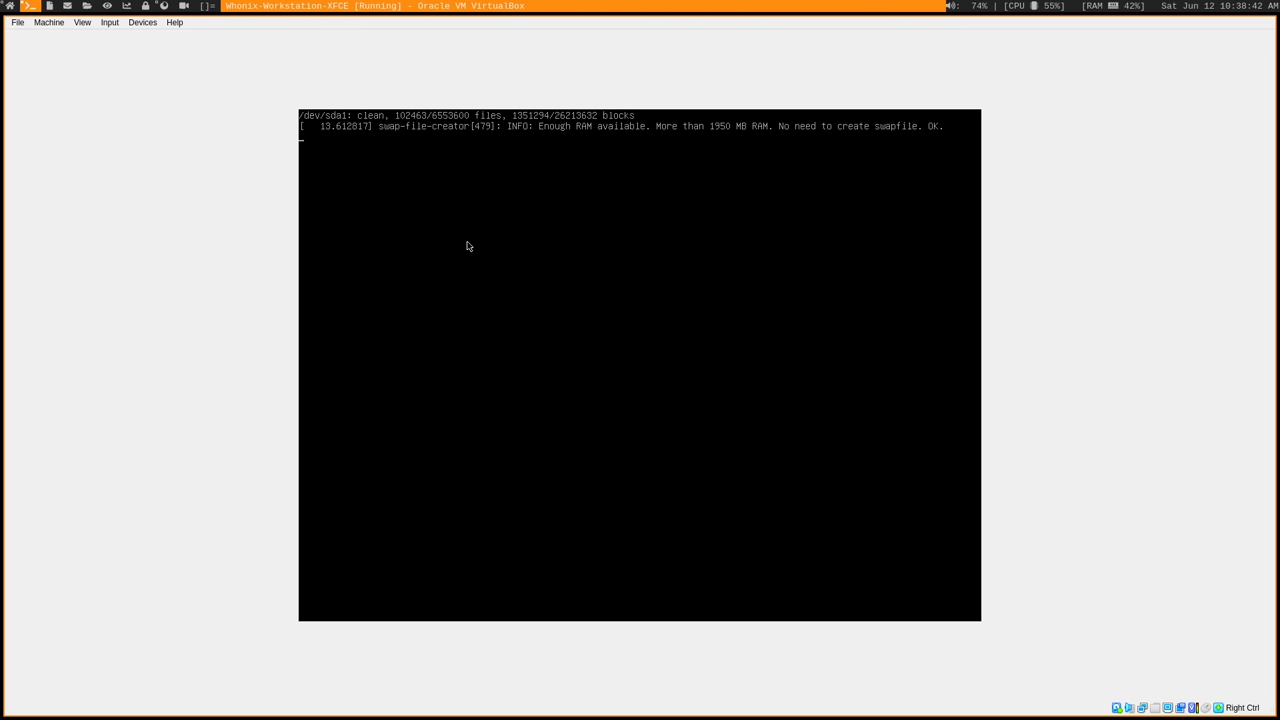 Whonix-Workstation-XFCE [Running] - Oracle VM VirtualBox
74% | [CPU 55%] [RAM 42%] Sat Jun 12 10:38:42 AM
File Machine View Input Devices Help
/dev/sda1: clean, 102463/6553600 files, 1351294/26213632 blocks
[   13.612817] swap-file-creator[479]: INFO: Enough RAM available. More than 1950 MB RAM. No need to create swapfile. OK.
Right Ctrl